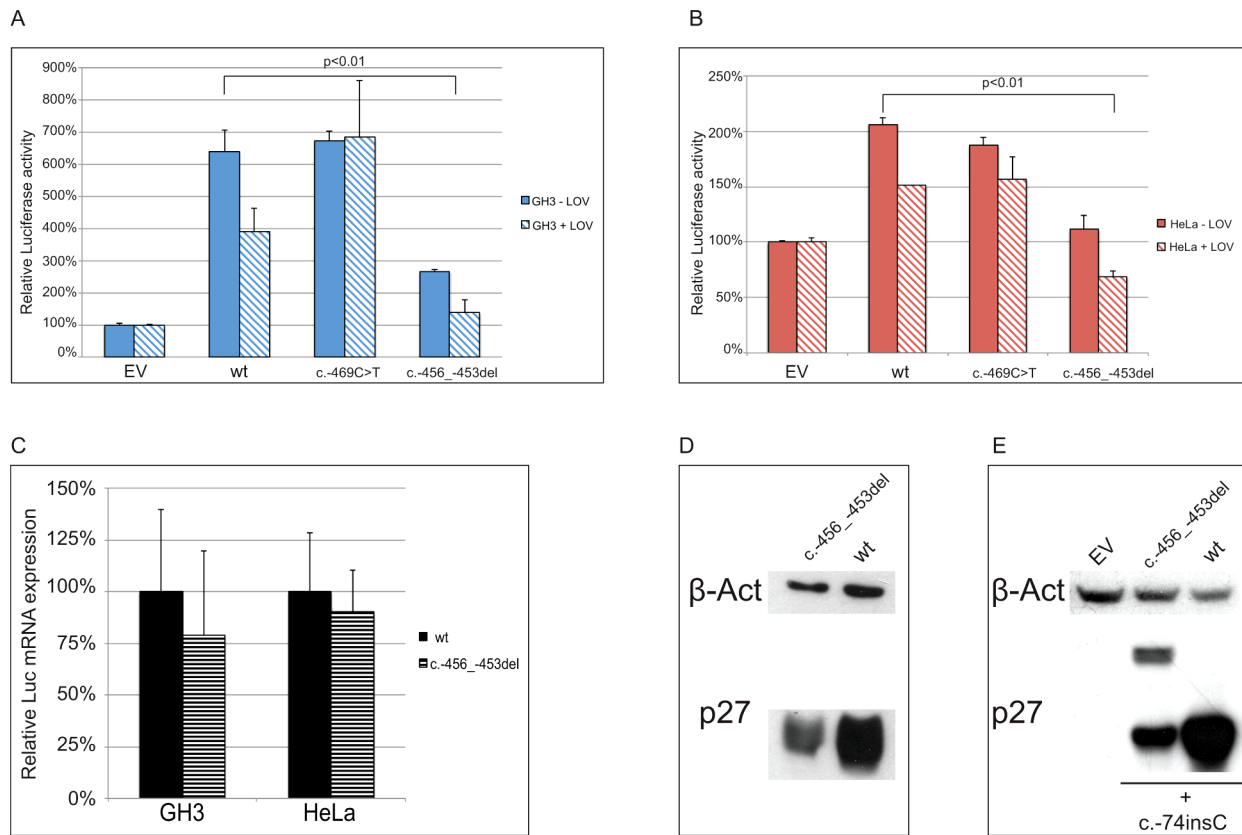 A
900%
800%
700%
600%
500%
400%
300%
200%
100%
0%
Relative Luciferase activity
p<0.01
EV wt c.-469C>T c.-456_-453del
GH3 - LOV
GH3 + LOV
B
250%
200%
150%
100%
50%
0%
Relative Luciferase activity
p<0.01
EV wt c.-469C>T c.-456_-453del
HeLa - LOV
HeLa + LOV
C
150%
125%
100%
75%
50%
25%
0%
Relative Luc mRNA expression
GH3 HeLa
wt
c.-456_-453del
D
c.-456_-453del wt
β-Act
p27
E
EV c.-456_-453del wt
β-Act
p27
+
c.-74insC